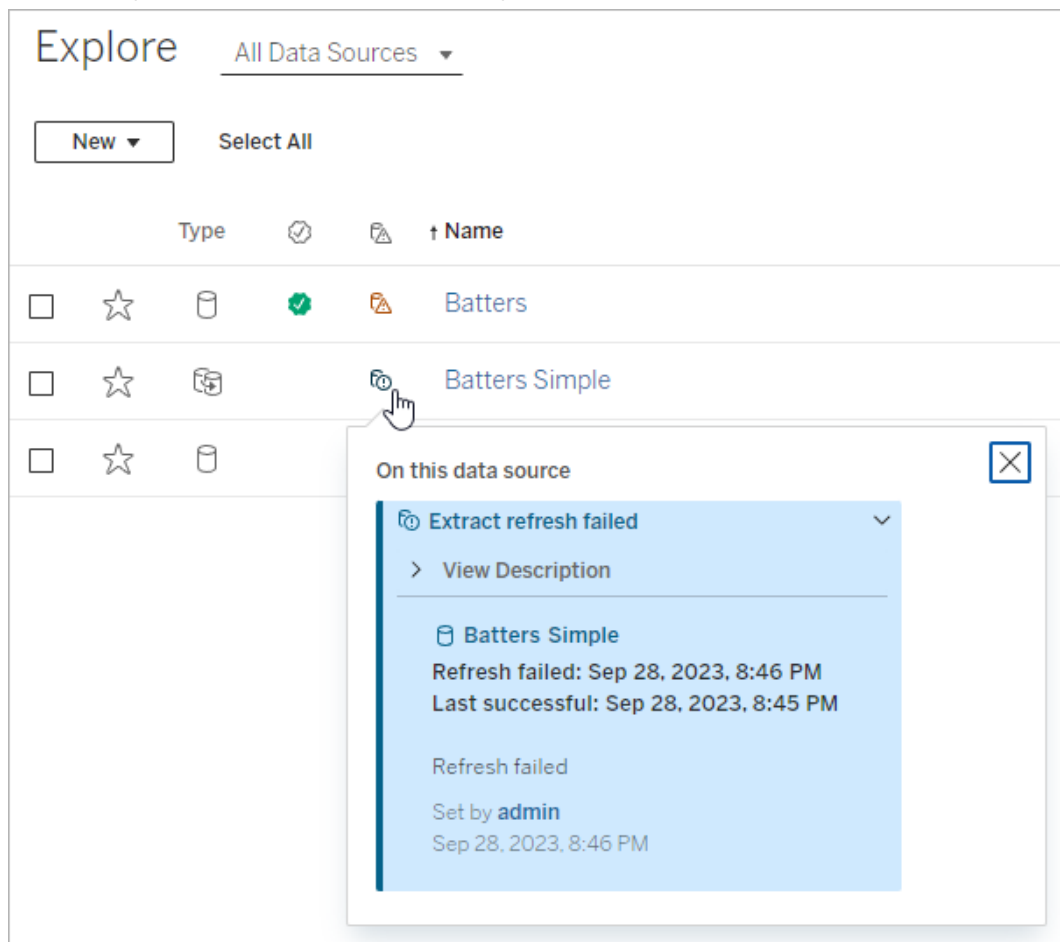 Explore All Data Sources
New Select All
Type Name
Batters
Batters Simple
On this data source
Extract refresh failed
View Description
Batters Simple
Refresh failed: Sep 28, 2023, 8:46 PM
Last successful: Sep 28, 2023, 8:45 PM
Refresh failed
Set by admin
Sep 28, 2023, 8:46 PM